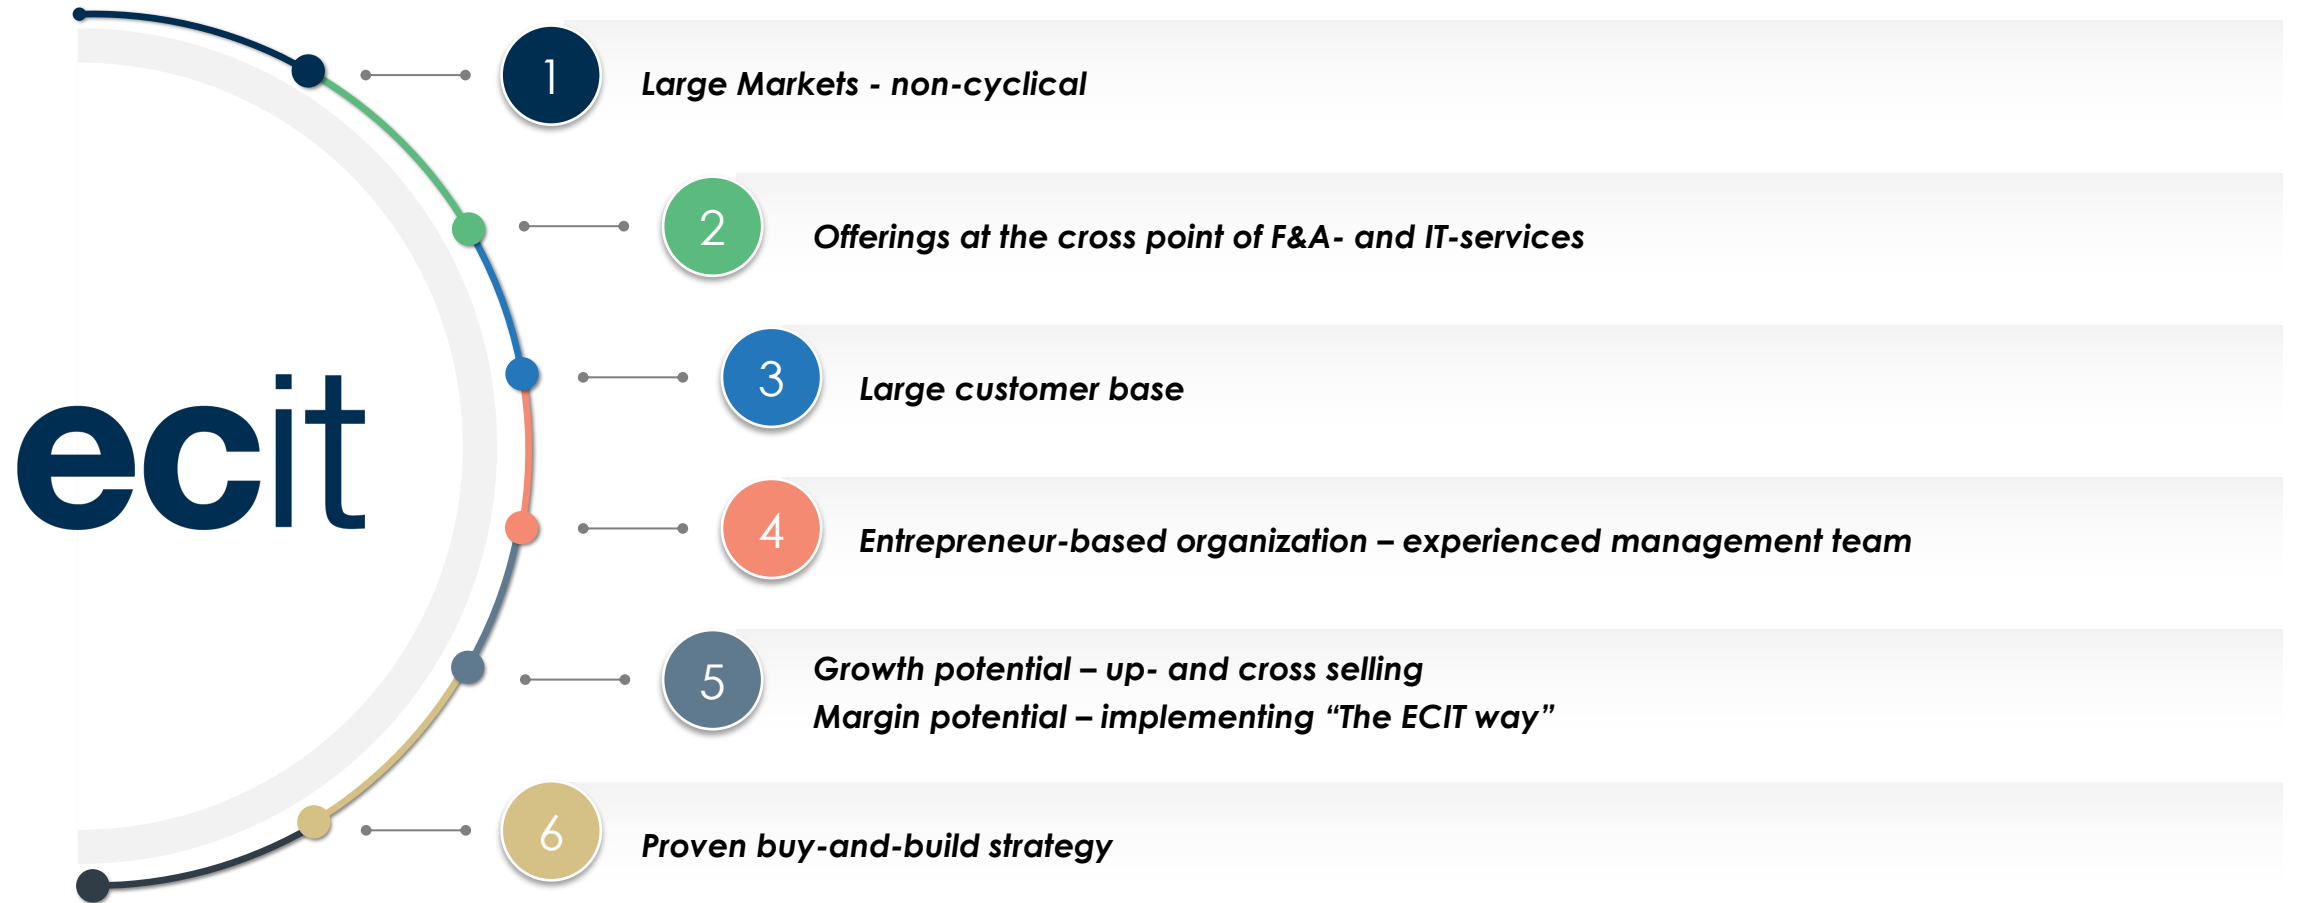 ecit
1
Large Markets - non-cyclical
2
Offerings at the cross point of F&A- and IT-services
3
Large customer base
4
Entrepreneur-based organization – experienced management team
5
Growth potential – up- and cross selling
Margin potential – implementing “The ECIT way”
6
Proven buy-and-build strategy